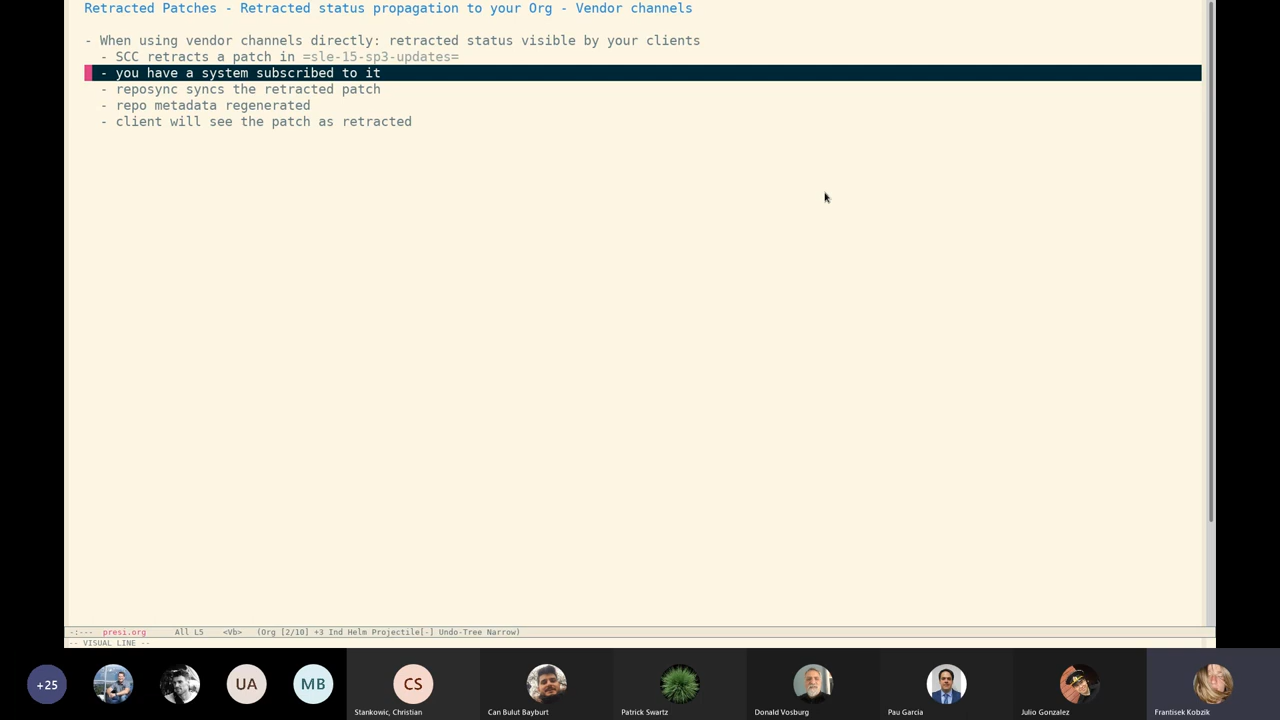 Retracted Patches - Retracted status propagation to your Org - Vendor channels
- When using vendor channels directly: retracted status visible by your clients
- SCC retracts a patch in =sle-15-sp3-updates=
- you have a system subscribed to it
- reposync syncs the retracted patch
- repo metadata regenerated
- client will see the patch as retracted
-:--- presi.org All L5 <Vb> (Org [2/10] +3 Ind Helm Projectile[-] Undo-Tree Narrow)
-- VISUAL LINE --
+25 UA MB CS
Stankowic, Christian Can Bulut Bayburt Patrick Swartz Donald Vosburg Pau Garcia Julio Gonzalez Frantisek Kobzik